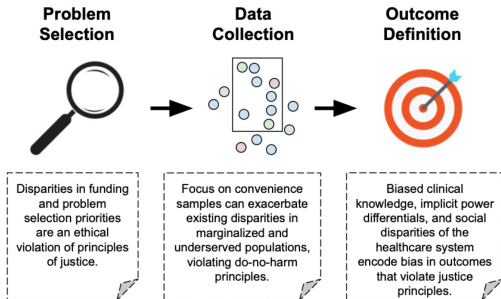 Problem
Selection
Data
Collection
Outcome
Definition
Disparities in funding
and problem
selection priorities
are an ethical
violation of principles
of justice.
Focus on convenience
samples can exacerbate
existing disparities in
marginalized and
underserved populations,
violating do-no-harm
principles.
Biased clinical
knowledge, implicit power
differentials, and social
disparities of the
healthcare system
encode bias in outcomes
that violate justice
principles.